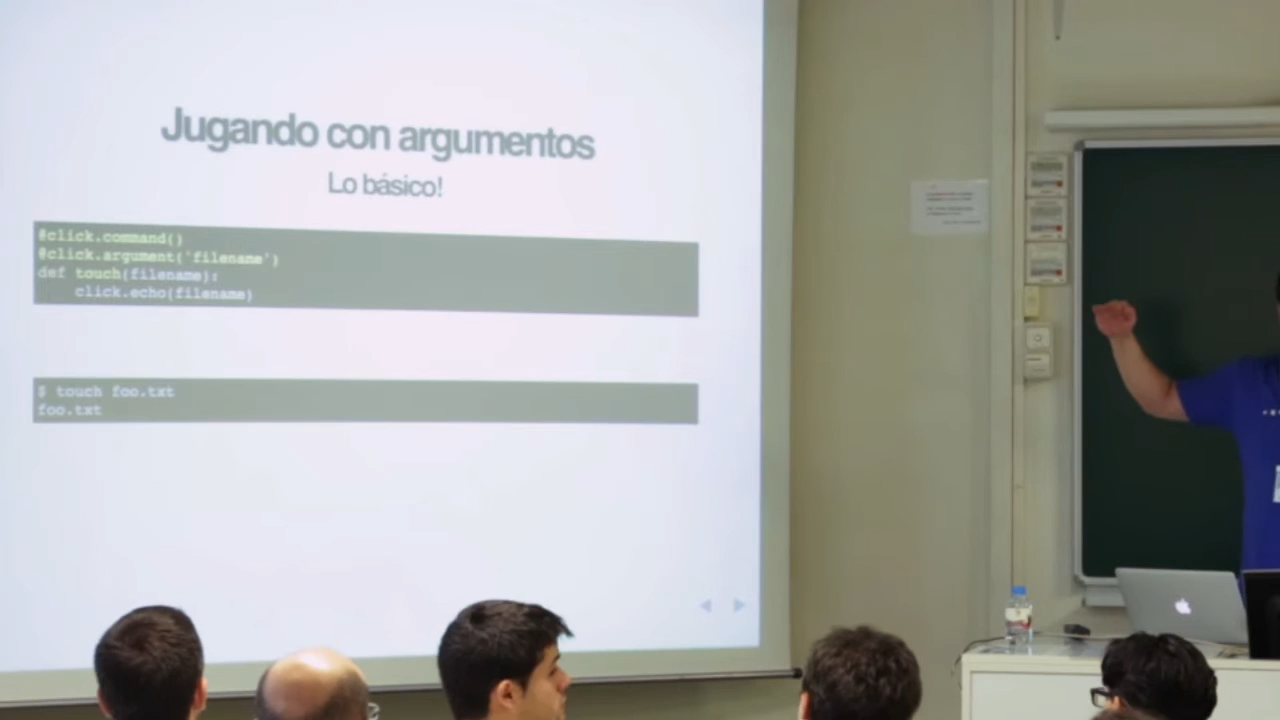 Jugando con argumentos
Lo básico!
@click.command()
@click.argument('filename')
def touch(filename):
    click.echo(filename)
$ touch foo.txt
foo.txt